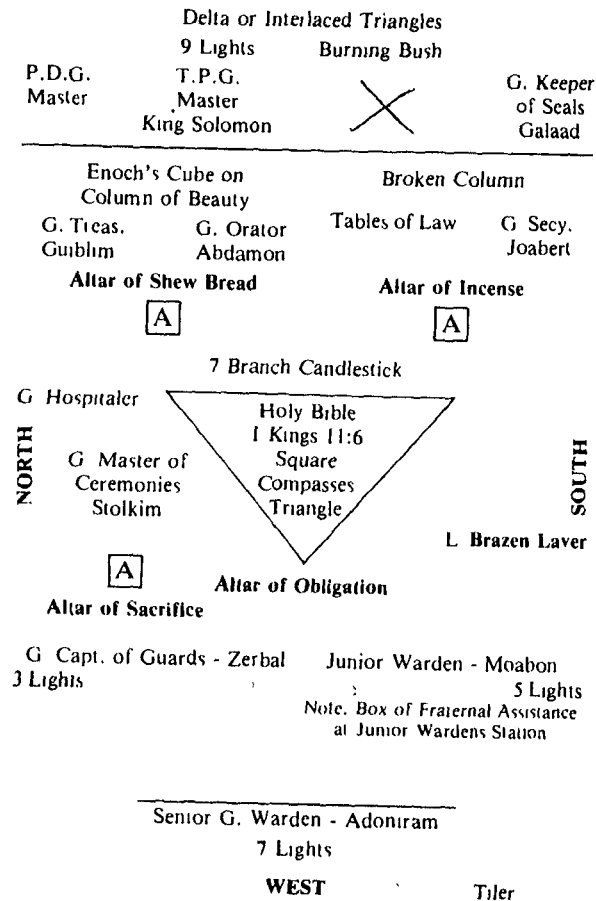 Delta or Interlaced Triangles
9 Lights Burning Bush
P.D.G.
Master
T.P.G.
Master
King Solomon
G. Keeper
of Seals
Galaad
Enoch's Cube on
Column of Beauty
Broken Column
G. Treas.
Guiblim
G. Orator
Abdamon
Tables of Law
G Secy.
Joabert
Altar of Shew Bread
Altar of Incense
A
A
7 Branch Candlestick
G Hospitaler
Holy Bible
I Kings 11:6
Square
Compasses
Triangle
NORTH
G Master of
Ceremonies
Stolkim
SOUTH
L Brazen Laver
A
Altar of Obligation
Altar of Sacrifice
G Capt. of Guards - Zerbal
3 Lights
Junior Warden - Moabon
5 Lights
Note. Box of Fraternal Assistance
at Junior Wardens Station
Senior G. Warden - Adoniram
7 Lights
WEST
Tiler